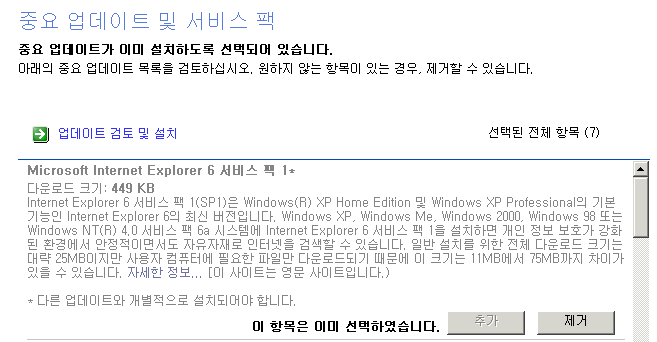 중요 업데이트 및 서비스 팩
중요 업데이트가 이미 설치하도록 선택되어 있습니다.
아래의 중요 업데이트 목록을 검토하십시오. 원하지 않는 항목이 있는 경우, 제거할 수 있습니다.
업데이트 검토 및 설치
선택된 전체 항목 (7)
Microsoft Internet Explorer 6 서비스 팩 1*
다운로드 크기: 449 KB
Internet Explorer 6 서비스 팩 1(SP1)은 Windows(R) XP Home Edition 및 Windows XP Professional의 기본
기능인 Internet Explorer 6의 최신 버전입니다. Windows XP, Windows Me, Windows 2000, Windows 98 또는
Windows NT(R) 4.0 서비스 팩 6a 시스템에 Internet Explorer 6 서비스 팩 1을 설치하면 개인 정보 보호가 강화
된 환경에서 안정적이면서도 자유자재로 인터넷을 검색할 수 있습니다. 일반 설치를 위한 전체 다운로드 크기는
대략 25MB이지만 사용자 컴퓨터에 필요한 파일만 다운로드되기 때문에 이 크기는 11MB에서 75MB까지 차이가
있을 수 있습니다. 자세한 정보... [이 사이트는 영문 사이트입니다.)
* 다른 업데이트와 개별적으로 설치되어야 합니다.
이 항목은 이미 선택하였습니다.
추가
제거